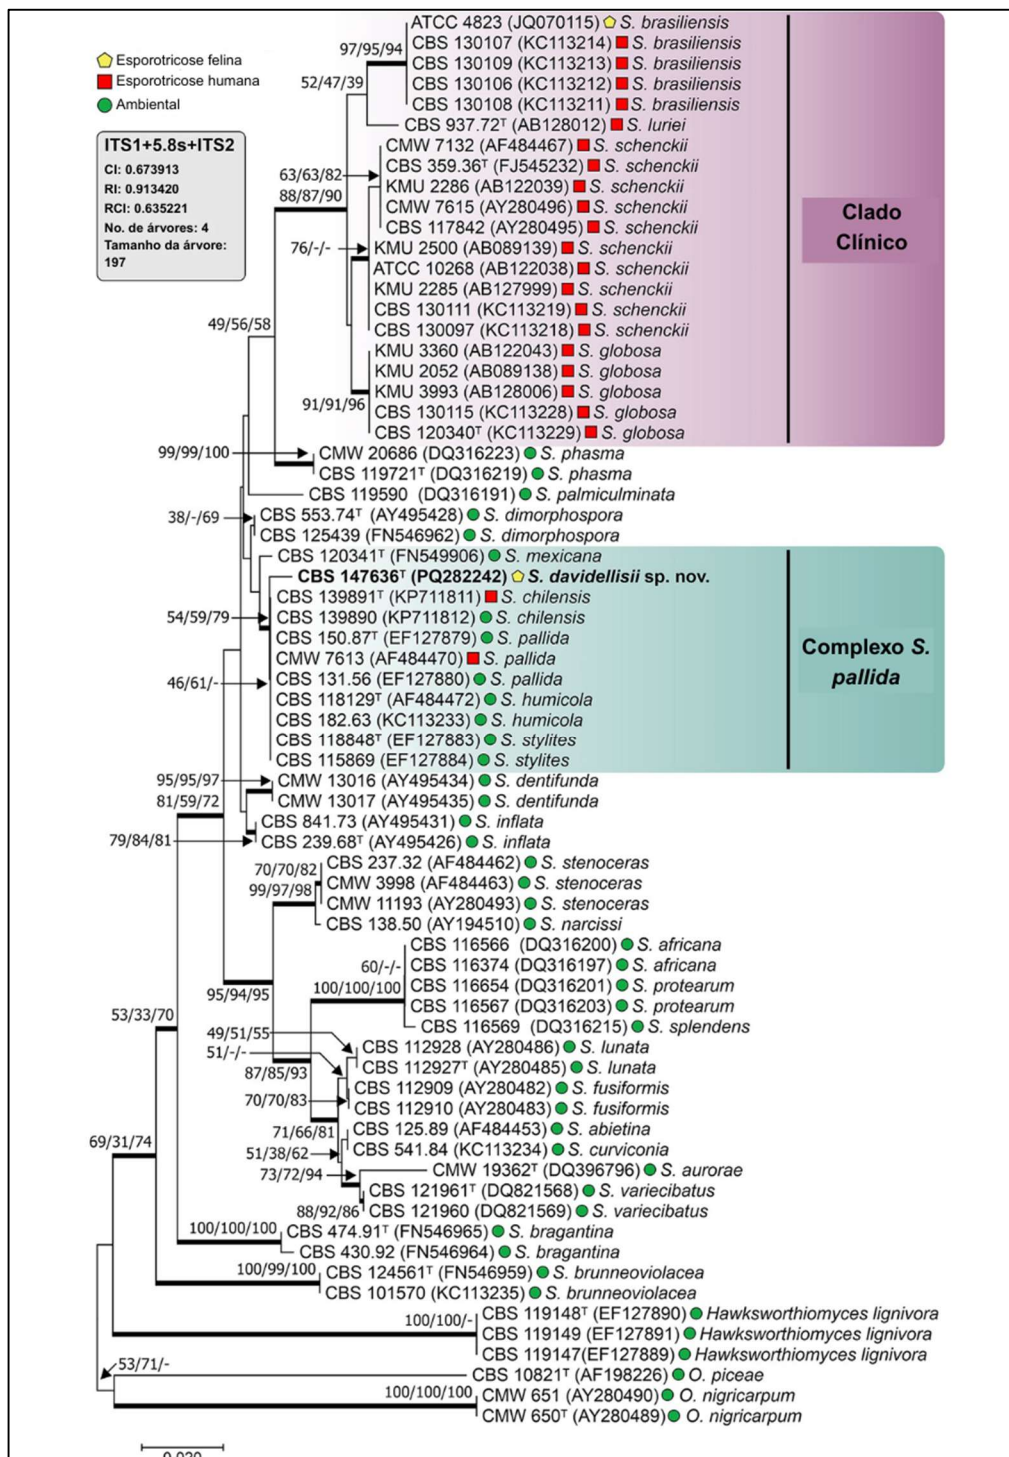 ATCC 4823 (JQ070115) S. brasiliensis
97/95/94
CBS 130107 (KC113214) S. brasiliensis
Esporotricose felina
CBS 130109 (KC113213) S. brasiliensis
Esporotricose humana
52/47/39
CBS 130106 (KC113212) S. brasiliensis
Ambiental
CBS 130108 (KC113211) S. brasiliensis
CBS 937.72ᵀ (AB128012) S. luriei
ITS1+5.8s+ITS2
CI: 0.673913
RI: 0.913420
RCI: 0.635221
No. de árvores: 4
Tamanho da árvore:
197
CMW 7132 (AF484467) S. schenckii
63/63/82
CBS 359.36ᵀ (FJ545232) S. schenckii
88/87/90
KMU 2286 (AB122039) S. schenckii
CMW 7615 (AY280496) S. schenckii
CBS 117842 (AY280495) S. schenckii
Clado
Clínico
76/-/-
KMU 2500 (AB089139) S. schenckii
ATCC 10268 (AB122038) S. schenckii
KMU 2285 (AB127999) S. schenckii
CBS 130111 (KC113219) S. schenckii
49/56/58
CBS 130097 (KC113218) S. schenckii
KMU 3360 (AB122043) S. globosa
KMU 2052 (AB089138) S. globosa
KMU 3993 (AB128006) S. globosa
91/91/96
CBS 130115 (KC113228) S. globosa
CBS 120340ᵀ (KC113229) S. globosa
99/99/100
CMW 20686 (DQ316223) S. phasma
CBS 119721ᵀ (DQ316219) S. phasma
CBS 119590 (DQ316191) S. palmiculminata
38/-/69
CBS 553.74ᵀ (AY495428) S. dimorphospora
CBS 125439 (FN546962) S. dimorphospora
CBS 120341ᵀ (FN549906) S. mexicana
CBS 147636ᵀ (PQ282242) S. davidellisii sp. nov.
CBS 139891ᵀ (KP711811) S. chilensis
54/59/79
CBS 139890 (KP711812) S. chilensis
CBS 150.87ᵀ (EF127879) S. pallida
Complexo S.
pallida
CMW 7613 (AF484470) S. pallida
46/61/-
CBS 131.56 (EF127880) S. pallida
CBS 118129ᵀ (AF484472) S. humicola
CBS 182.63 (KC113233) S. humicola
CBS 118848ᵀ (EF127883) S. stylites
CBS 115869 (EF127884) S. stylites
95/95/97
CMW 13016 (AY495434) S. dentifunda
81/59/72
CMW 13017 (AY495435) S. dentifunda
CBS 841.73 (AY495431) S. inflata
79/84/81
CBS 239.68ᵀ (AY495426) S. inflata
70/70/82
CBS 237.32 (AF484462) S. stenoceras
99/97/98
CMW 3998 (AF484463) S. stenoceras
CMW 11193 (AY280493) S. stenoceras
CBS 138.50 (AY194510) S. narcissi
CBS 116566 (DQ316200) S. africana
60/-/-
CBS 116374 (DQ316197) S. africana
100/100/100
CBS 116654 (DQ316201) S. protearum
95/94/95
CBS 116567 (DQ316203) S. protearum
53/33/70
CBS 116569 (DQ316215) S. splendens
49/51/55
CBS 112928 (AY280486) S. lunata
51/-/-
CBS 112927ᵀ (AY280485) S. lunata
87/85/93
CBS 112909 (AY280482) S. fusiformis
70/70/83
CBS 112910 (AY280483) S. fusiformis
71/66/81
CBS 125.89 (AF484453) S. abietina
69/31/74
51/38/62
CBS 541.84 (KC113234) S. curviconia
73/72/94
CMW 19362ᵀ (DQ396796) S. aurorae
CBS 121961ᵀ (DQ821568) S. variecibatus
88/92/86
CBS 121960 (DQ821569) S. variecibatus
100/100/100
CBS 474.91ᵀ (FN546965) S. bragantina
CBS 430.92 (FN546964) S. bragantina
100/99/100
CBS 124561ᵀ (FN546959) S. brunneoviolacea
CBS 101570 (KC113235) S. brunneoviolacea
100/100/-
CBS 119148ᵀ (EF127890) Hawksworthiomyces lignivora
CBS 119149 (EF127891) Hawksworthiomyces lignivora
CBS 119147(EF127889) Hawksworthiomyces lignivora
53/71/-
CBS 10821ᵀ (AF198226) O. piceae
100/100/100
CMW 651 (AY280490) O. nigricarpum
CMW 650ᵀ (AY280489) O. nigricarpum